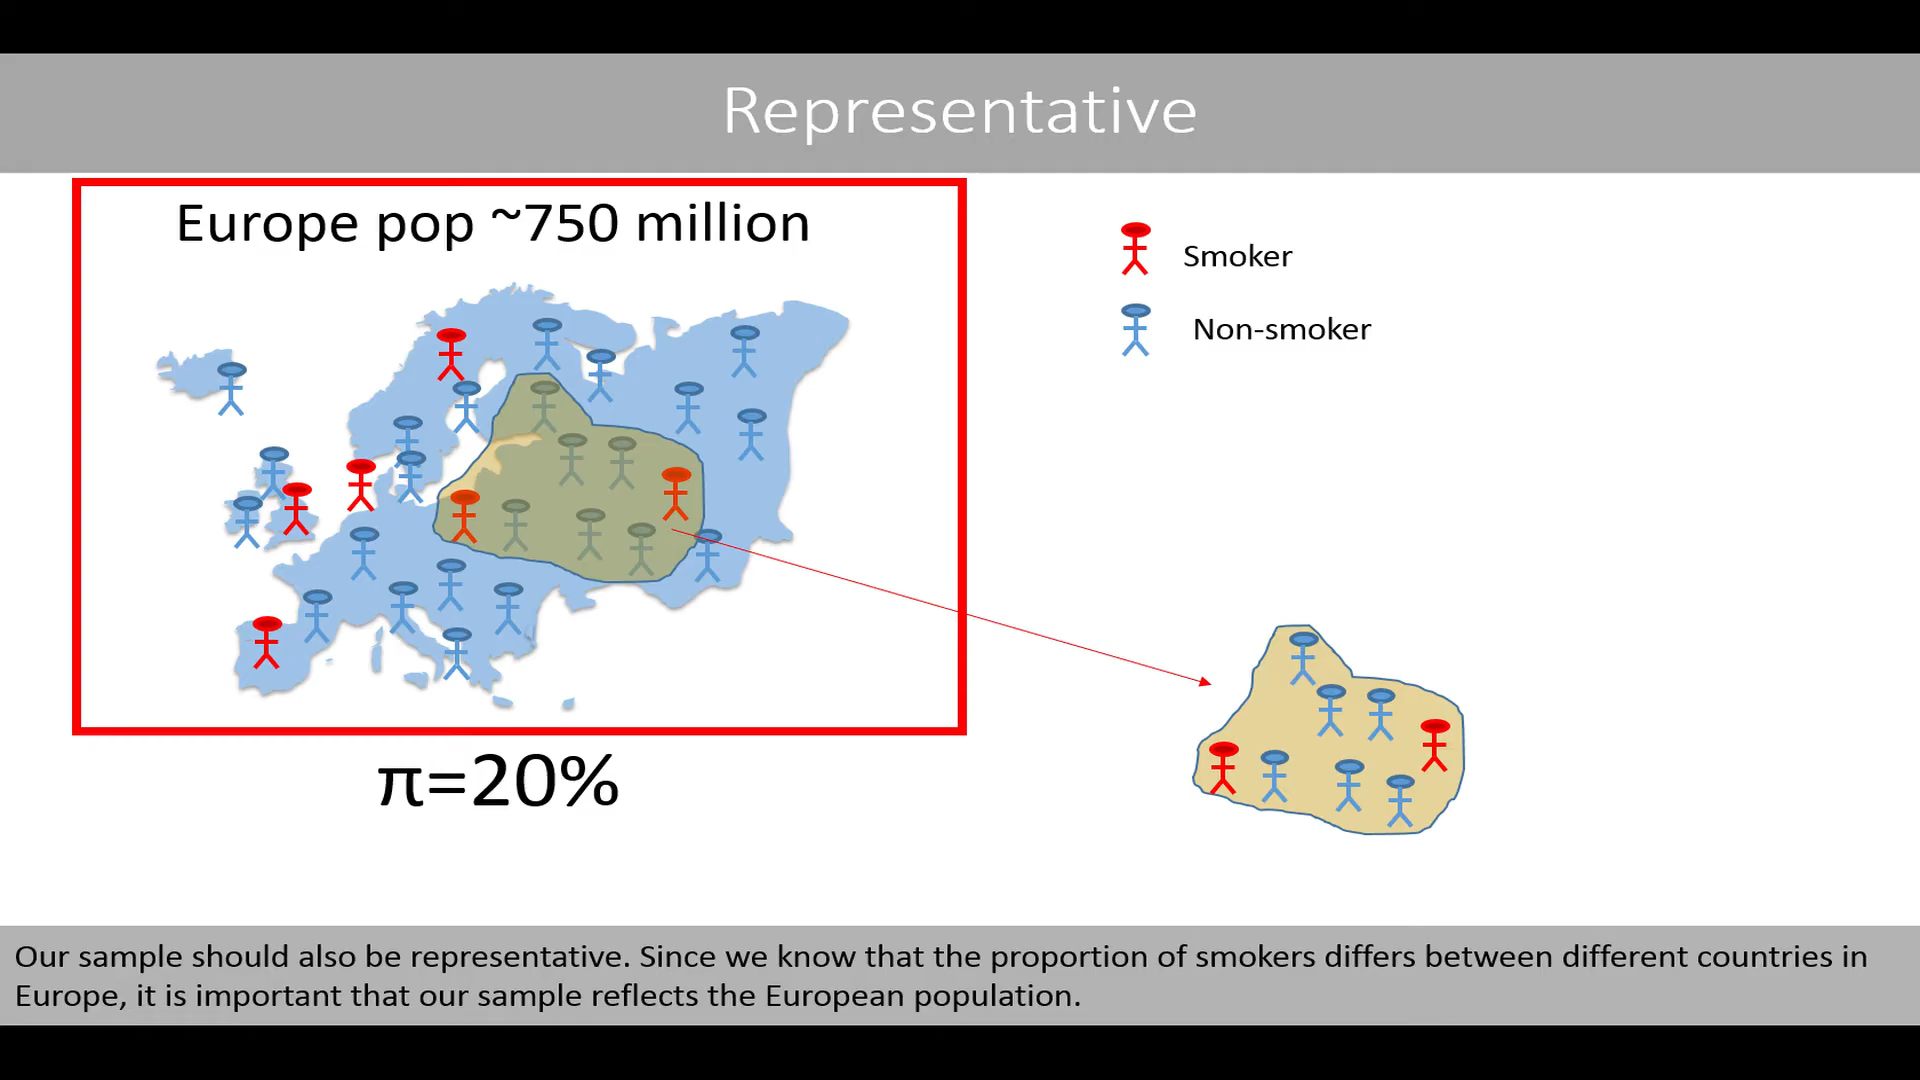 Representative
Europe pop ~750 million
Smoker
Non-smoker
π=20%
Our sample should also be representative. Since we know that the proportion of smokers differs between different countries in
Europe, it is important that our sample reflects the European population.